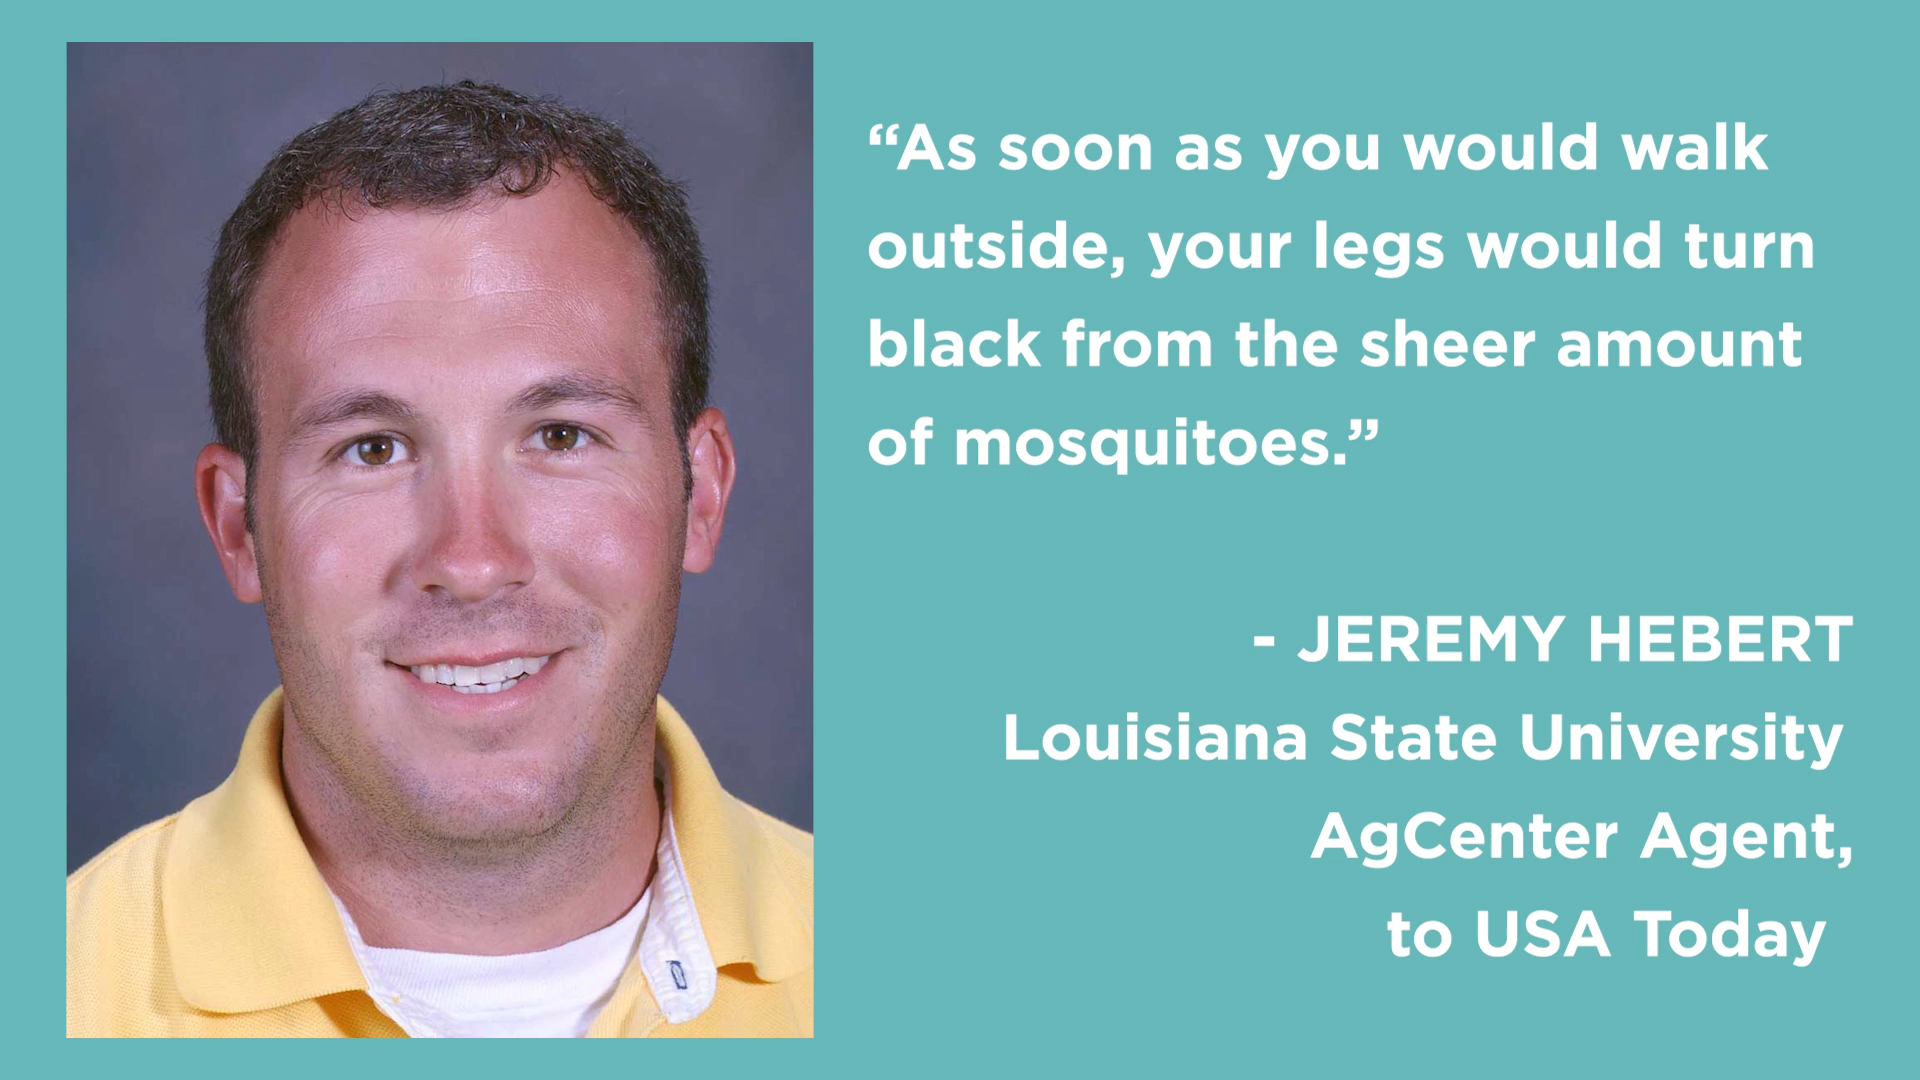 “As soon as you would walk
outside, your legs would turn
black from the sheer amount
of mosquitoes.”
- JEREMY HEBERT
Louisiana State University
AgCenter Agent,
to USA Today